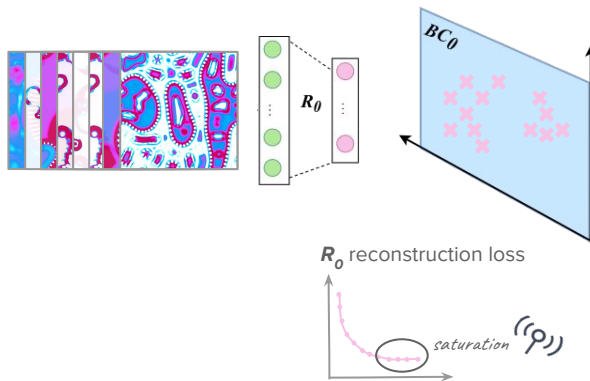 BC0
R0
...
...
R0 reconstruction loss
saturation